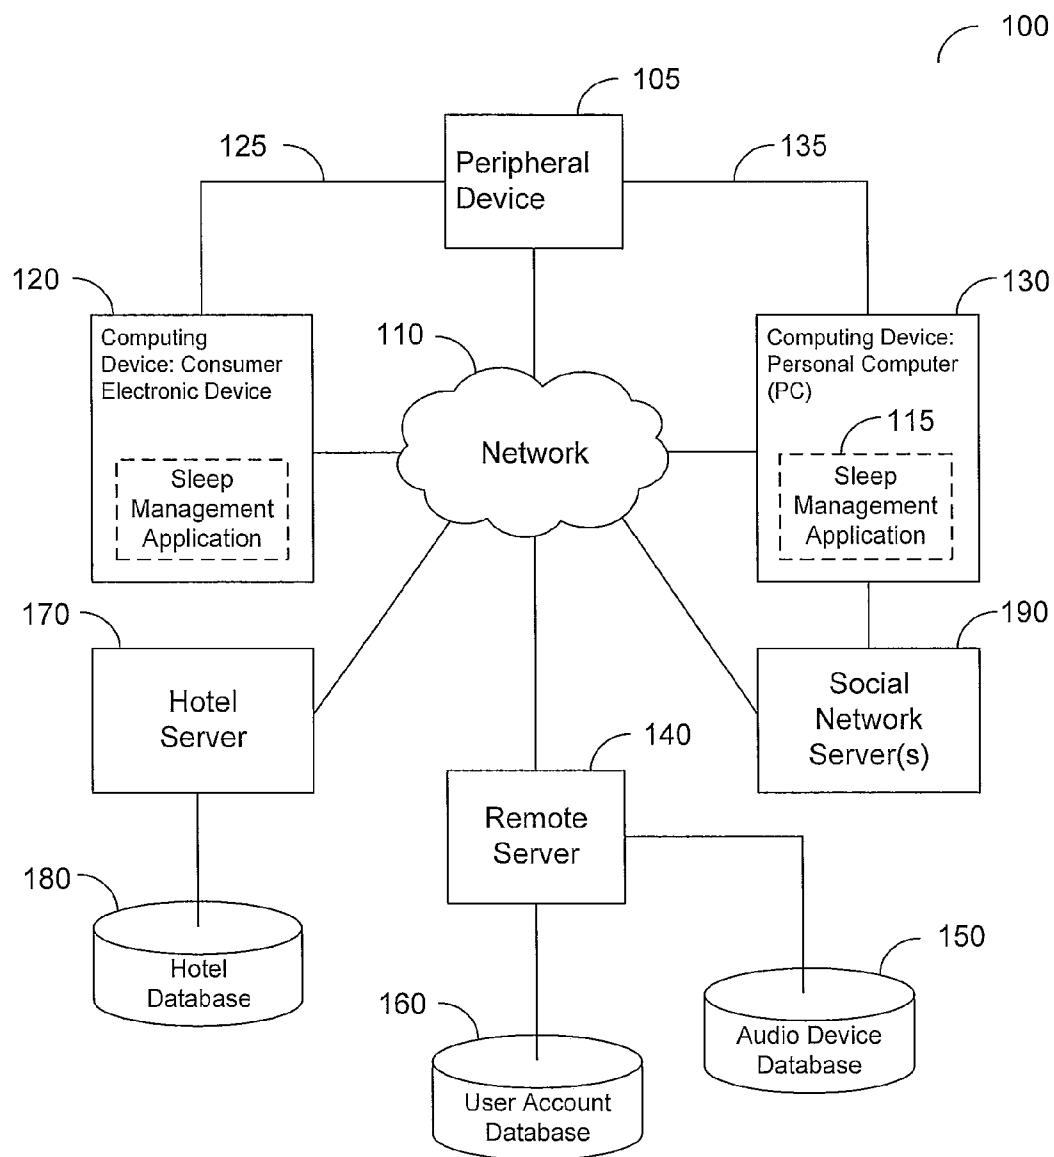 100
105
125
Peripheral
Device
135
120
130
Computing
Device: Consumer
Electronic Device
110
Computing Device:
Personal Computer
(PC)
Network
115
Sleep
Management
Application
Sleep
Management
Application
170
190
Hotel
Server
Social
Network
Server(s)
140
Remote
Server
180
Hotel
Database
150
160
Audio Device
Database
User Account
Database